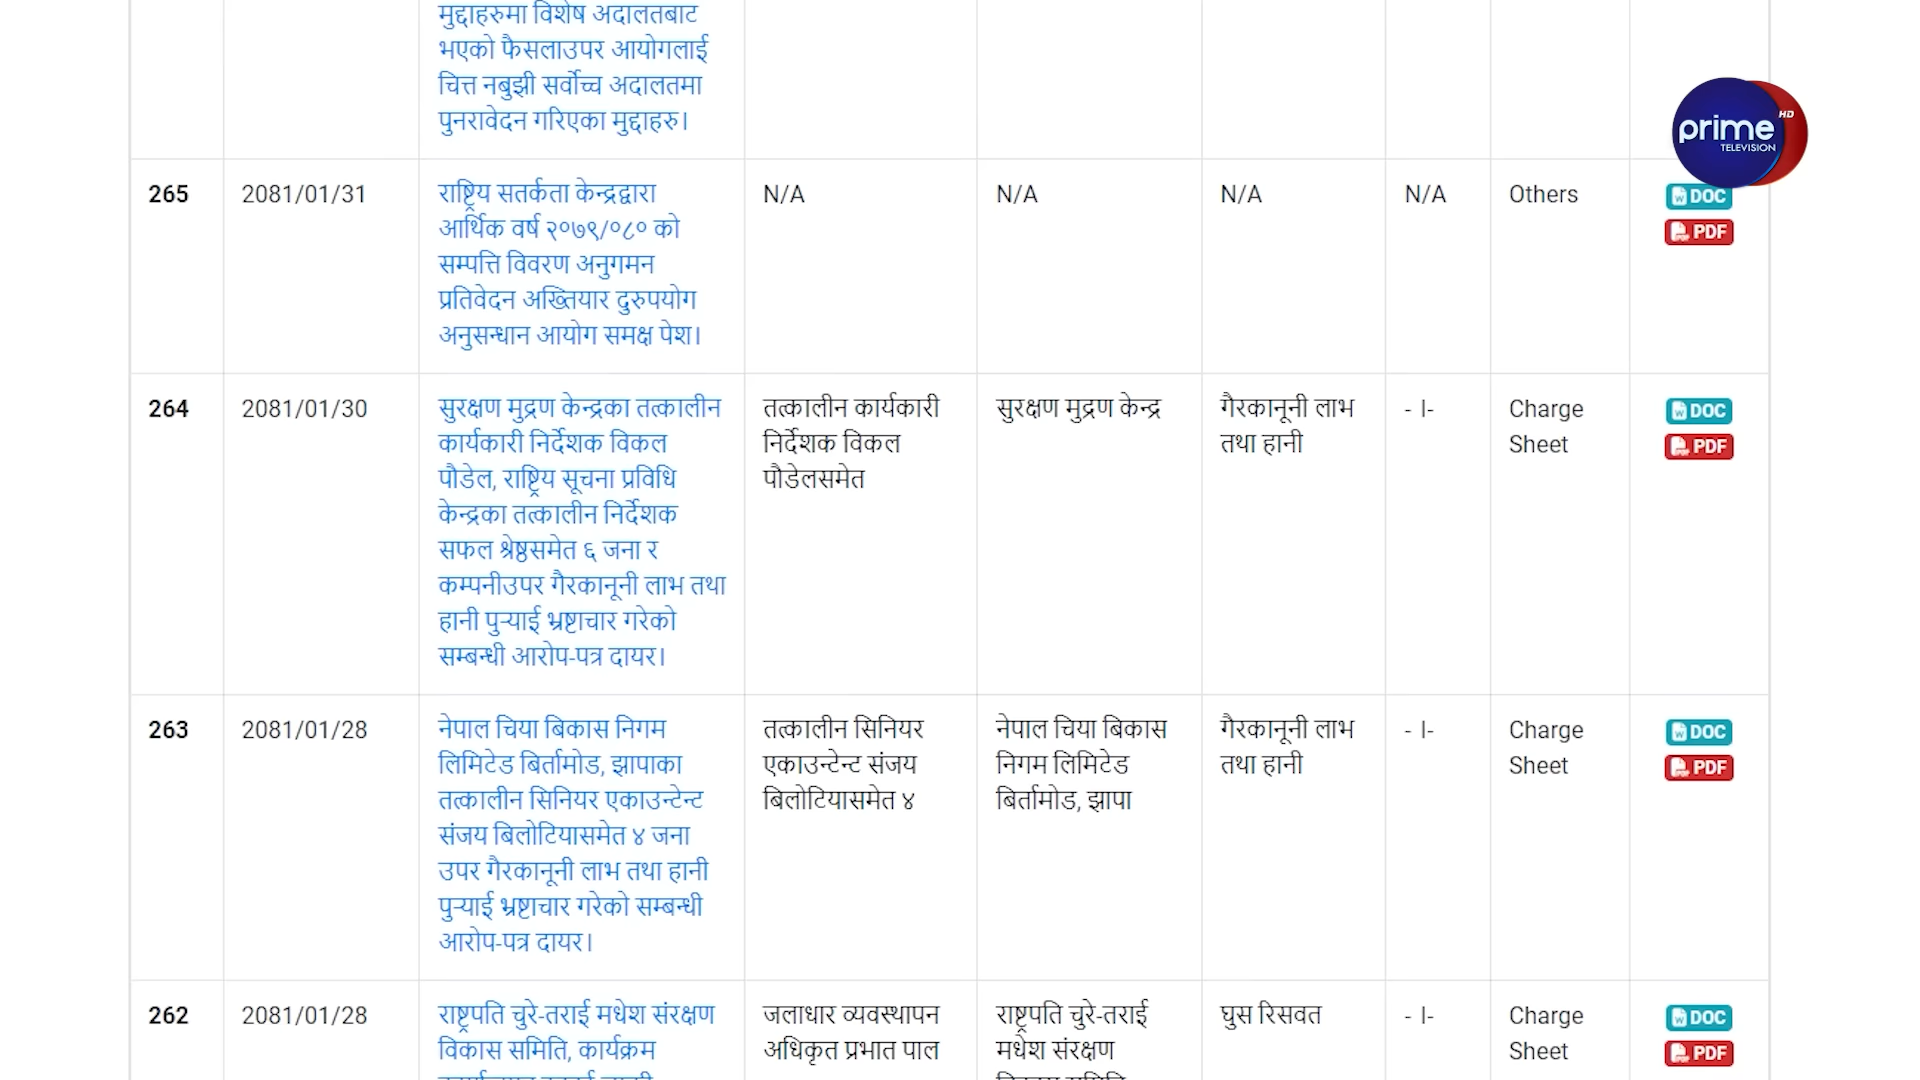 मुद्दाहरुमा विशेष अदालतबाट
भएको फैसलाउपर आयोगलाई
चित्त नबुझी सर्वोच्च अदालतमा
पुनरावेदन गरिएका मुद्दाहरु।
prime HD
TELEVISION
265 2081/01/31 राष्ट्रिय सतर्कता केन्द्रद्वारा N/A N/A N/A N/A Others DOC
आर्थिक वर्ष २०७९/०८० को PDF
सम्पत्ति विवरण अनुगमन
प्रतिवेदन अख्तियार दुरुपयोग
अनुसन्धान आयोग समक्ष पेश।
264 2081/01/30 सुरक्षण मुद्रण केन्द्रका तत्कालीन तत्कालीन कार्यकारी सुरक्षण मुद्रण केन्द्र गैरकानूनी लाभ - I- Charge DOC
कार्यकारी निर्देशक विकल निर्देशक विकल तथा हानी Sheet PDF
पौडेल, राष्ट्रिय सूचना प्रविधि पौडेलसमेत
केन्द्रका तत्कालीन निर्देशक
सफल श्रेष्ठसमेत ६ जना र
कम्पनीउपर गैरकानूनी लाभ तथा
हानी पुऱ्याई भ्रष्टाचार गरेको
सम्बन्धी आरोप-पत्र दायर।
263 2081/01/28 नेपाल चिया बिकास निगम तत्कालीन सिनियर नेपाल चिया बिकास गैरकानूनी लाभ - I- Charge DOC
लिमिटेड बिर्तामोड, झापाका एकाउन्टेन्ट संजय निगम लिमिटेड तथा हानी Sheet PDF
तत्कालीन सिनियर एकाउन्टेन्ट बिलोटियासमेत ४ बिर्तामोड, झापा
संजय बिलोटियासमेत ४ जना
उपर गैरकानूनी लाभ तथा हानी
पुऱ्याई भ्रष्टाचार गरेको सम्बन्धी
आरोप-पत्र दायर।
262 2081/01/28 राष्ट्रपति चुरे-तराई मधेश संरक्षण जलाधार व्यवस्थापन राष्ट्रपति चुरे-तराई घुस रिसवत - I- Charge DOC
विकास समिति, कार्यक्रम अधिकृत प्रभात पाल मधेश संरक्षण Sheet PDF